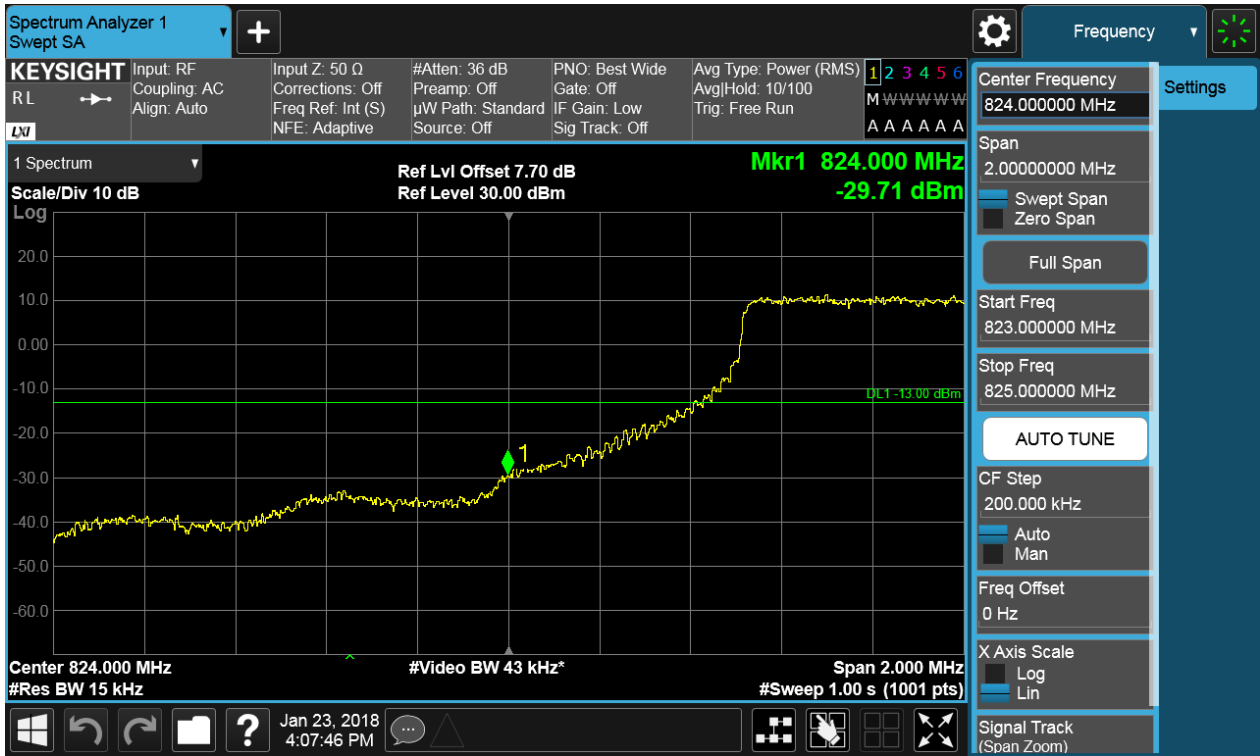 Spectrum Analyzer 1
Swept SA
+
Frequency
KEYSIGHT
R L
LXI
Input: RF
Coupling: AC
Align: Auto
Input Z: 50 Ω
Corrections: Off
Freq Ref: Int (S)
NFE: Adaptive
#Atten: 36 dB
Preamp: Off
µW Path: Standard
Source: Off
PNO: Best Wide
Gate: Off
IF Gain: Low
Sig Track: Off
Avg Type: Power (RMS)
Avg|Hold: 10/100
Trig: Free Run
1 2 3 4 5 6
M W W W W W
A A A A A A
1 Spectrum
Scale/Div 10 dB
Log
Ref Lvl Offset 7.70 dB
Ref Level 30.00 dBm
Mkr1 824.000 MHz
-29.71 dBm
20.0
10.0
0.00
-10.0
-20.0
-30.0
-40.0
-50.0
-60.0
DL1 -13.00 dBm
1
Center 824.000 MHz
#Res BW 15 kHz
#Video BW 43 kHz*
Span 2.000 MHz
#Sweep 1.00 s (1001 pts)
Center Frequency
824.000000 MHz
Span
2.00000000 MHz
Swept Span
Zero Span
Full Span
Start Freq
823.000000 MHz
Stop Freq
825.000000 MHz
AUTO TUNE
CF Step
200.000 kHz
Auto
Man
Freq Offset
0 Hz
X Axis Scale
Log
Lin
Signal Track
(Span Zoom)
Settings
?
Jan 23, 2018
4:07:46 PM